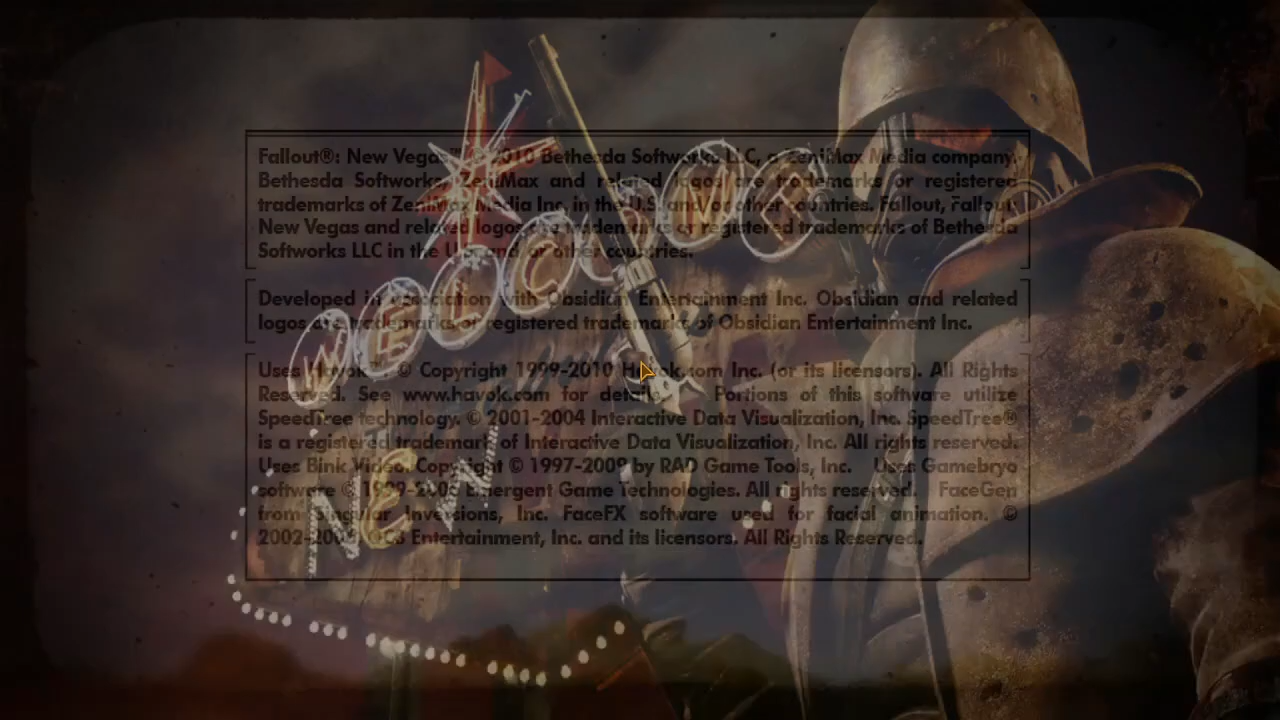 Fallout®: New Vegas™ © 2010 Bethesda Softworks LLC, a ZeniMax Media company.
Bethesda Softworks, ZeniMax and related logos are trademarks or registered
trademarks of ZeniMax Media Inc. in the U.S. and/or other countries. Fallout, Fallout:
New Vegas and related logos are trademarks or registered trademarks of Bethesda
Softworks LLC in the U.S. and/or other countries.
Developed in association with Obsidian Entertainment Inc. Obsidian and related
logos are trademarks or registered trademarks of Obsidian Entertainment Inc.
Uses Havok © Copyright 1999-2010 Havok.com Inc. (or its licensors). All Rights
Reserved. See www.havok.com for details. Portions of this software utilize
SpeedTree technology. © 2001-2004 Interactive Data Visualization, Inc. SpeedTree®
is a registered trademark of Interactive Data Visualization, Inc. All rights reserved.
Uses Bink Video. Copyright © 1997-2009 by RAD Game Tools, Inc. Uses Gamebryo
software © 1999-2008 Emergent Game Technologies. All rights reserved. FaceGen
from Singular Inversions, Inc. FaceFX software used for facial animation. ©
2002-2008, OC3 Entertainment, Inc. and its licensors. All Rights Reserved.
WELCOME
NEW